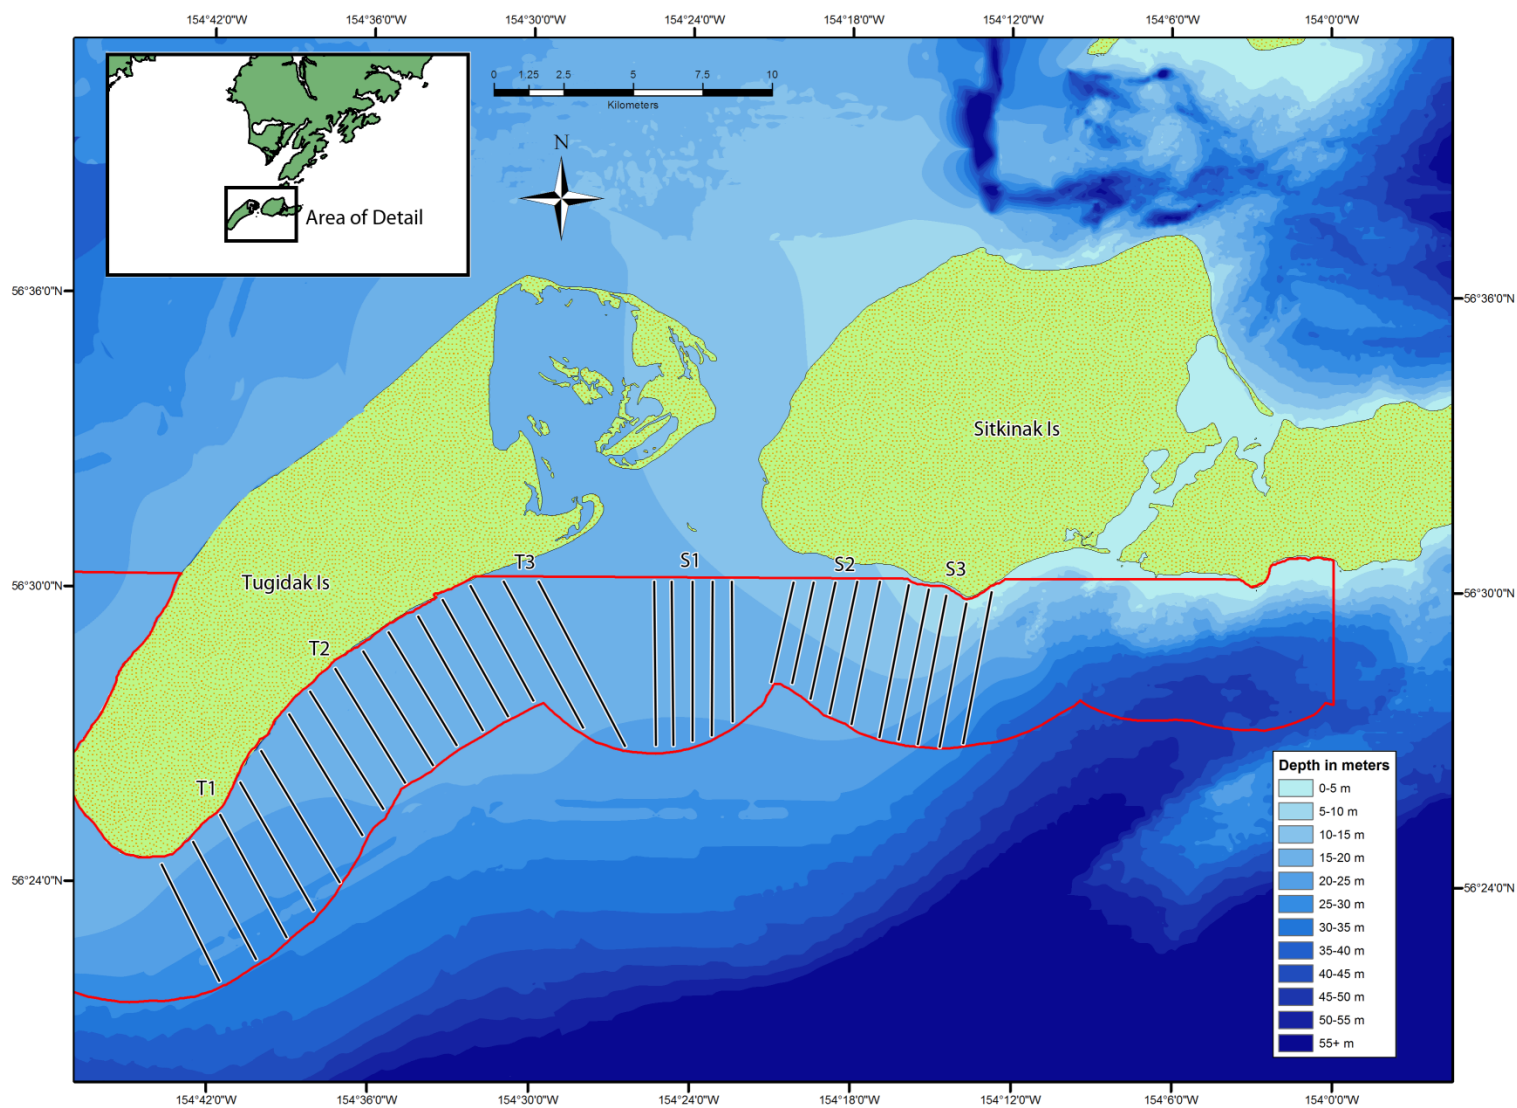 154°42'0"W 154°36'0"W 154°30'0"W 154°24'0"W 154°18'0"W 154°12'0"W 154°6'0"W 154°0'0"W
0 1.25 2.5 5 7.5 10
Kilometers
N
Area of Detail
56°36'0"N 56°36'0"N
Sitkinak Is
T3 S1 S2 S3
56°30'0"N 56°30'0"N
Tugidak Is
T2
T1
56°24'0"N 56°24'0"N
Depth in meters
0-5 m
5-10 m
10-15 m
15-20 m
20-25 m
25-30 m
30-35 m
35-40 m
40-45 m
45-50 m
50-55 m
55+ m
154°42'0"W 154°36'0"W 154°30'0"W 154°24'0"W 154°18'0"W 154°12'0"W 154°6'0"W 154°0'0"W